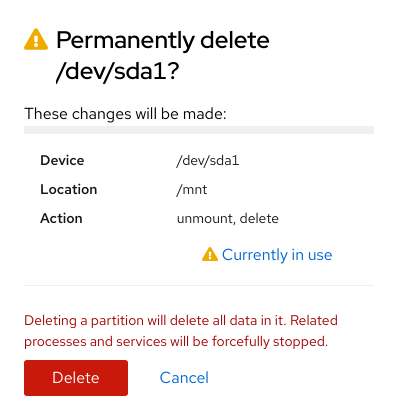 Permanently delete
/dev/sda1?
These changes will be made:
Device /dev/sda1
Location /mnt
Action unmount, delete
Currently in use
Deleting a partition will delete all data in it. Related
processes and services will be forcefully stopped.
Delete Cancel